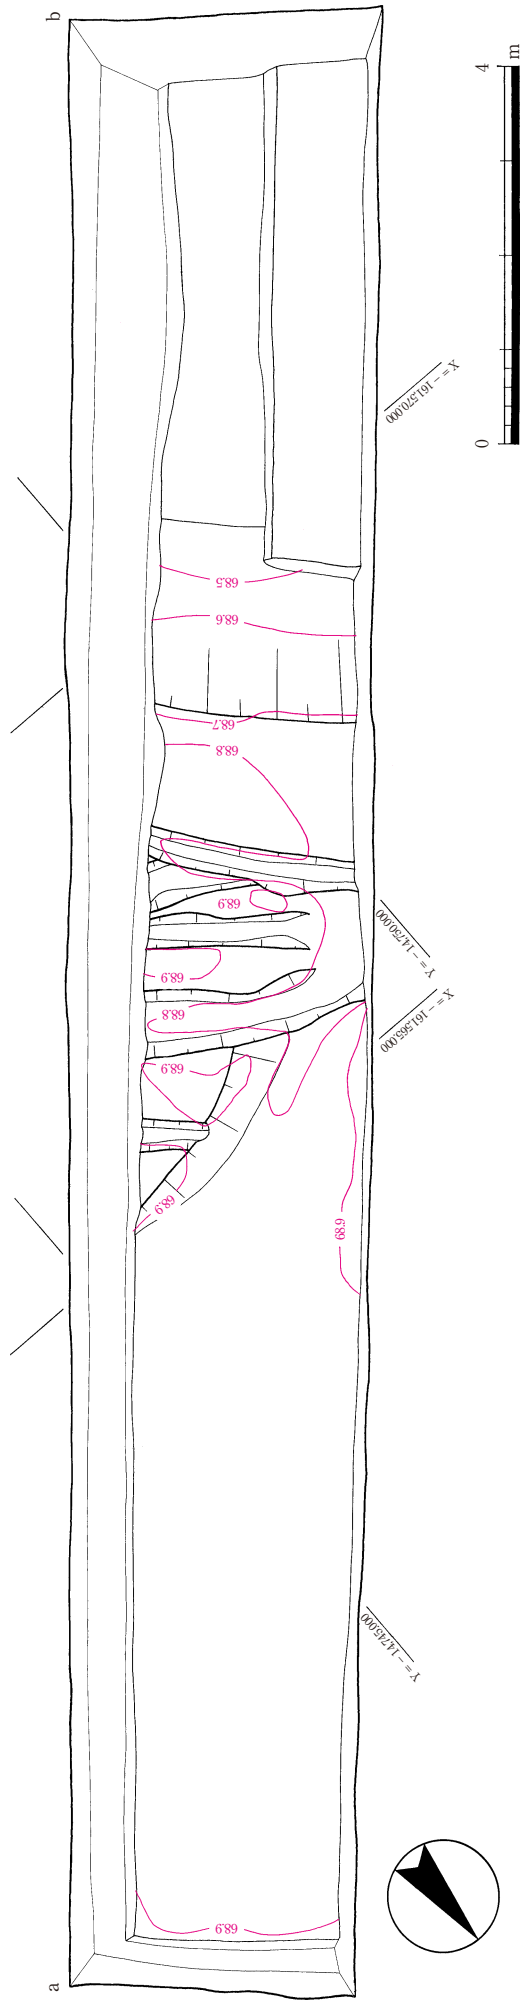 b
4
m
0
X = − 161,570.000
68.5
68.6
68.7
68.8
68.9
68.9
68.8
68.9
68.9
68.9
Y = − 14,750.000
X = − 161,565.000
Y = − 14,745.000
68.9
a